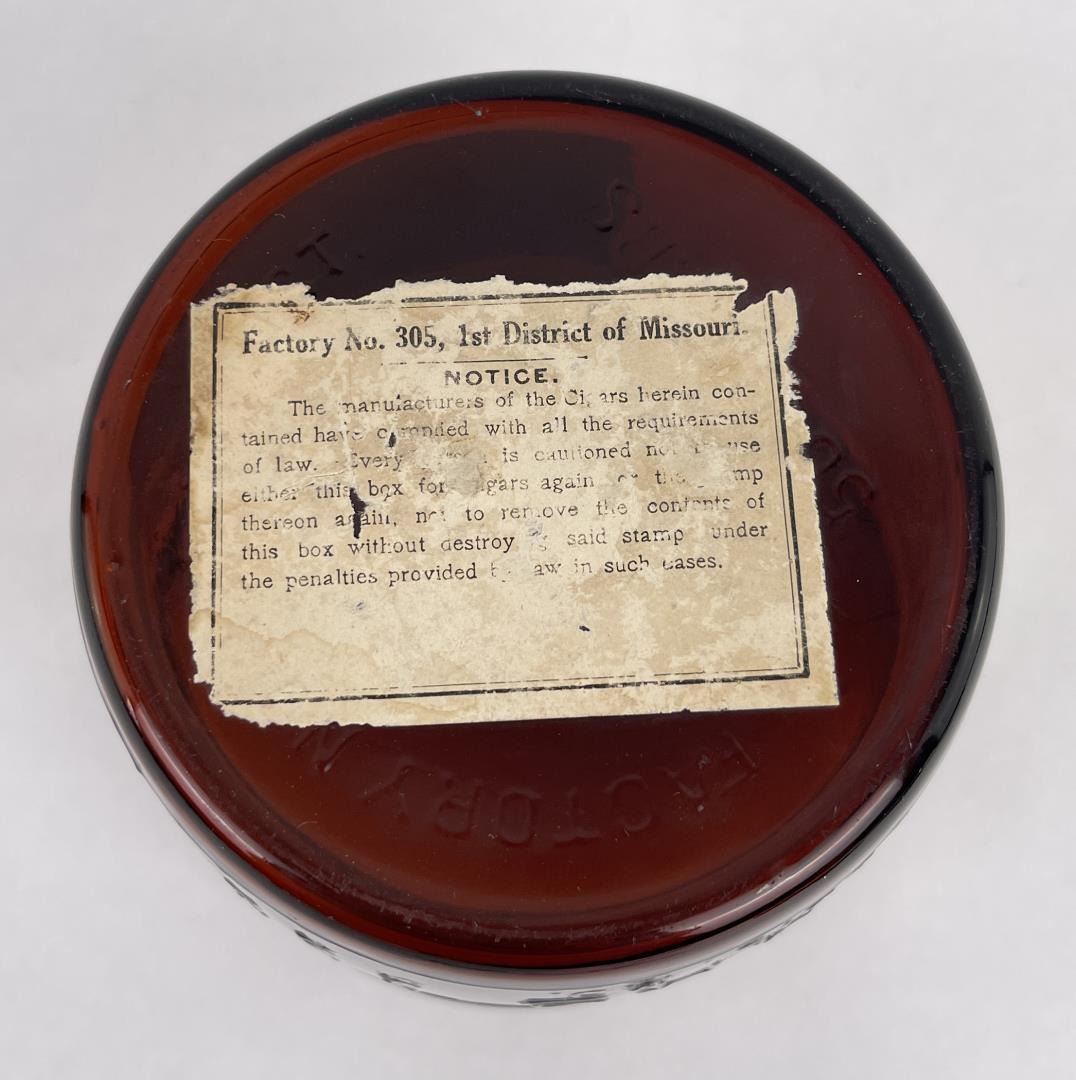 Factory No. 305, 1st District of Missouri.
NOTICE.
The manufacturers of the Cigars herein con-
tained have complied with all the requirements
of law. Every is cautioned not use
either this box for cigars again or the stamp
thereon again, nor to remove the contents of
this box without destroying said stamp under
the penalties provided by law in such cases.
FACTORY